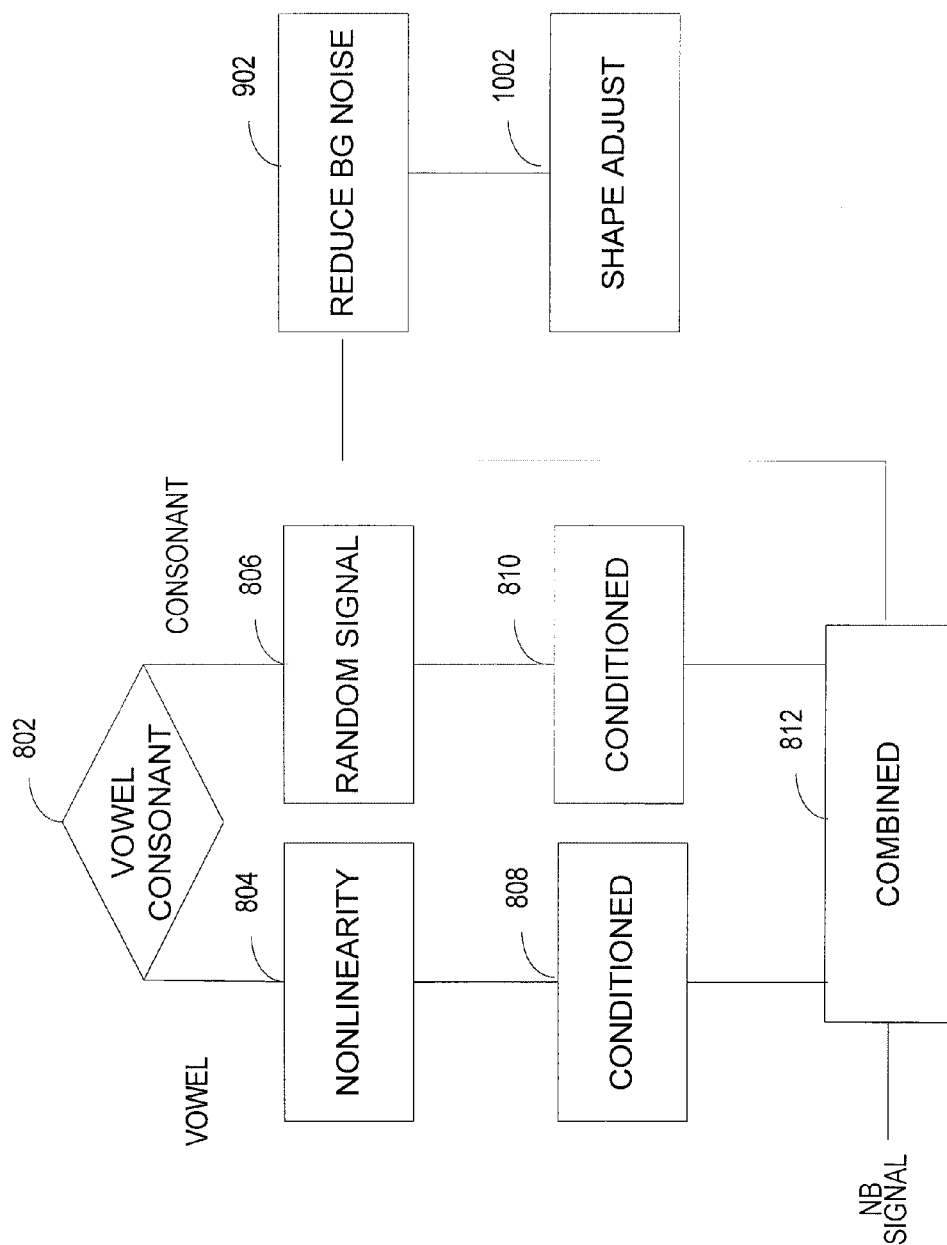 802
VOWEL
CONSONANT
VOWEL
CONSONANT
804
NONLINEARITY
806
RANDOM SIGNAL
808
CONDITIONED
810
CONDITIONED
NB
SIGNAL
812
COMBINED
902
REDUCE BG NOISE
1002
SHAPE ADJUST